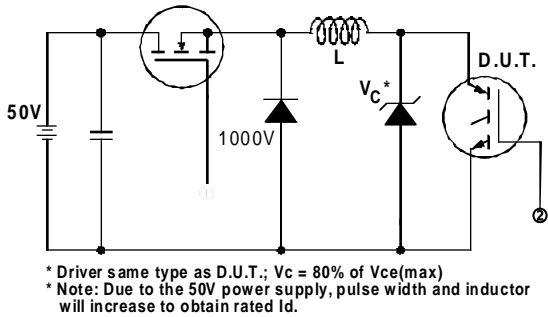 L
D.U.T.
VC*
50V
1000V
①
②
* Driver same type as D.U.T.; Vc = 80% of Vce(max)
* Note: Due to the 50V power supply, pulse width and inductor
will increase to obtain rated Id.